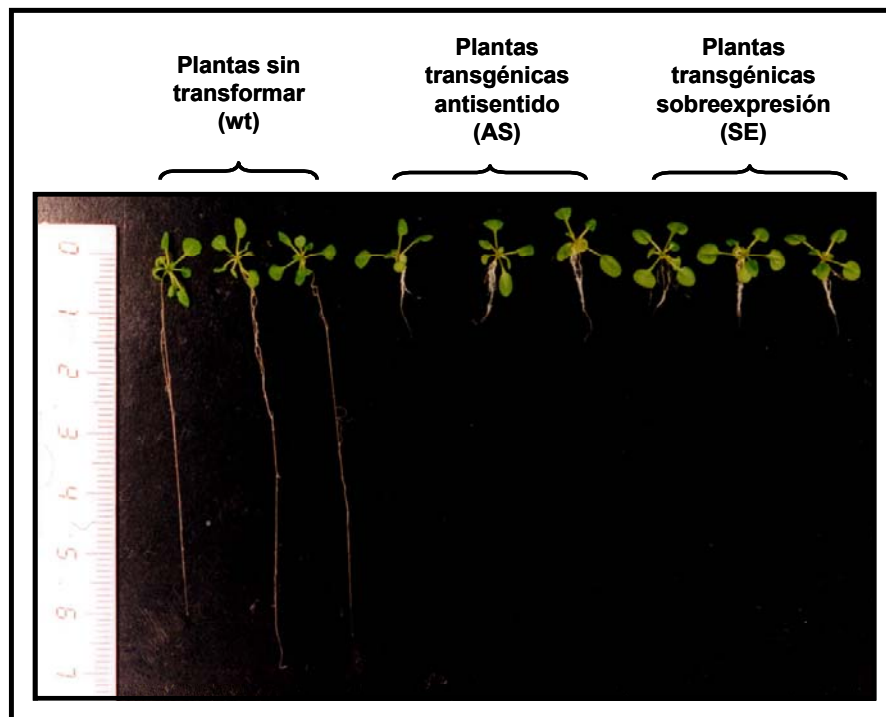 Plantas sin
transformar
(wt)
Plantas
transgénicas
antisentido
(AS)
Plantas
transgénicas
sobreexpresión
(SE)
0
1
2
3
4
5
6
7